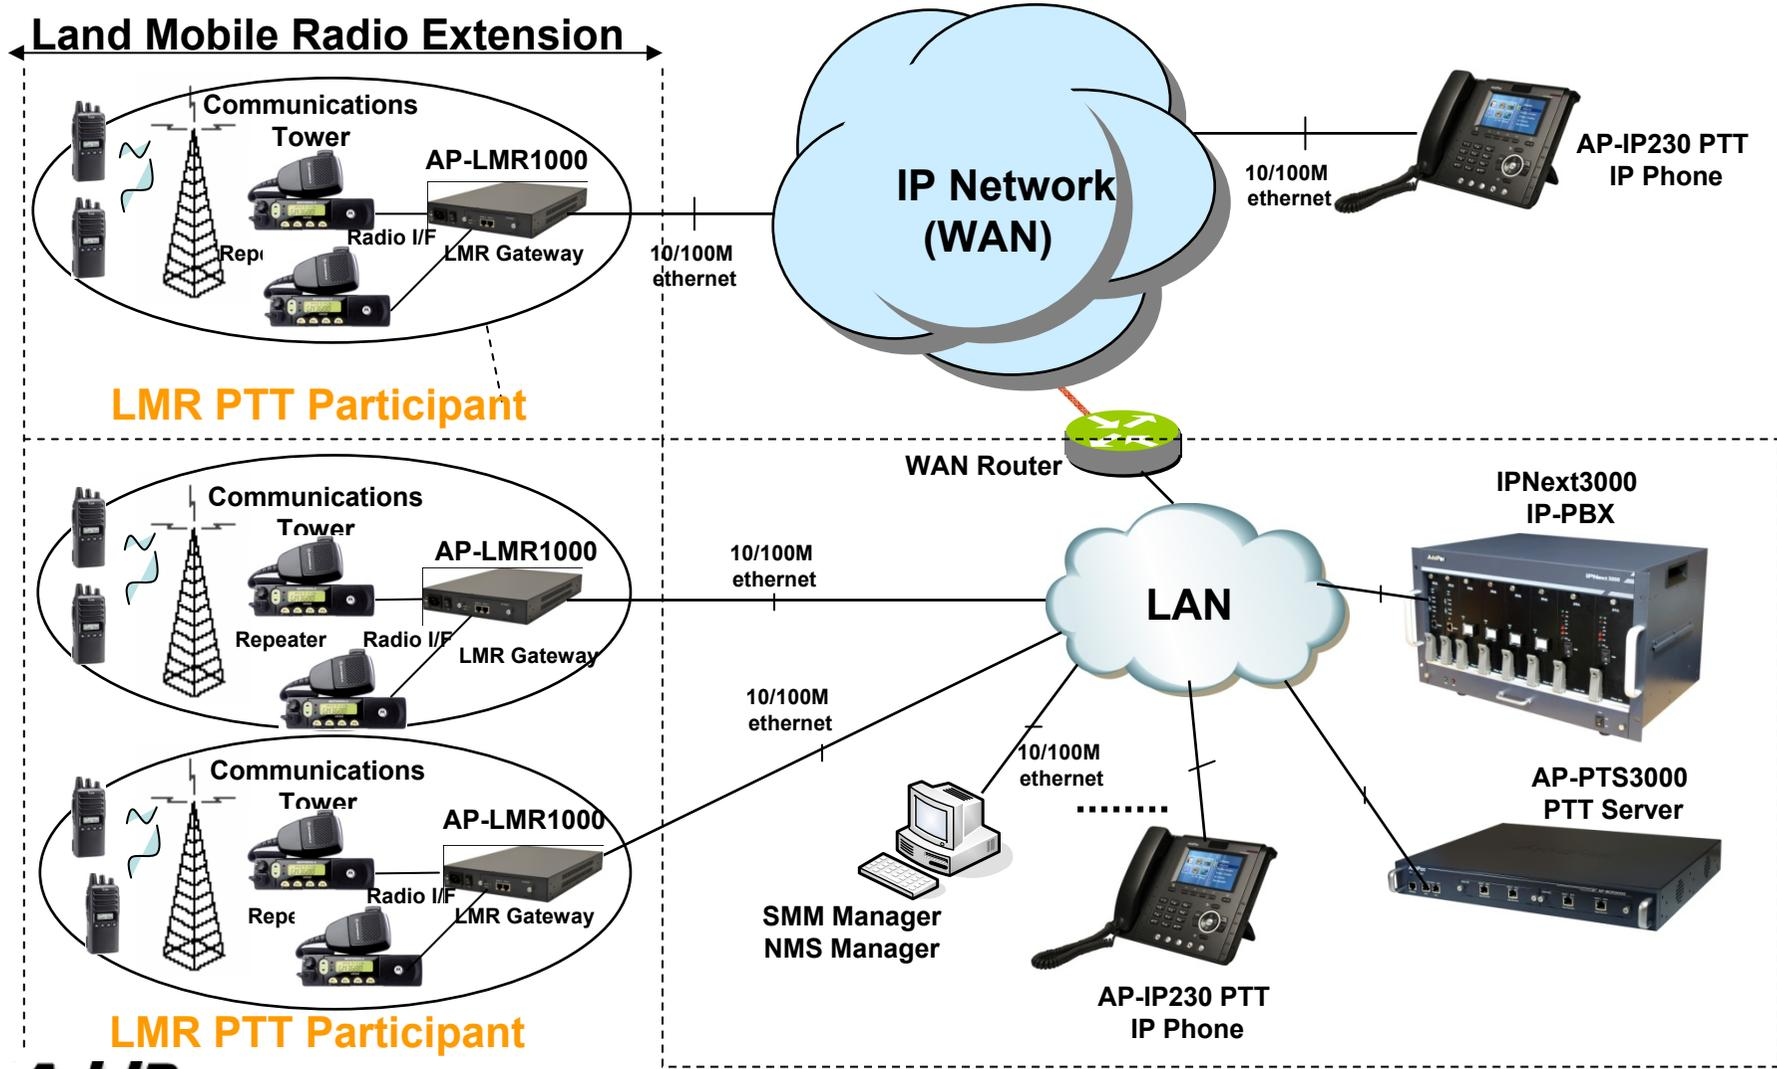 Land Mobile Radio Extension
Communications
Tower
AP-LMR1000
Radio I/F
LMR Gateway
10/100M
ethernet
IP Network
(WAN)
10/100M
ethernet
AP-IP230 PTT
IP Phone
LMR PTT Participant
WAN Router
Communications
Tower
AP-LMR1000
Repeater
Radio I/F
LMR Gateway
10/100M
ethernet
LAN
IPNext3000
IP-PBX
10/100M
ethernet
Communications
Tower
AP-LMR1000
Radio I/F
LMR Gateway
10/100M
ethernet
SMM Manager
NMS Manager
AP-IP230 PTT
IP Phone
AP-PTS3000
PTT Server
LMR PTT Participant